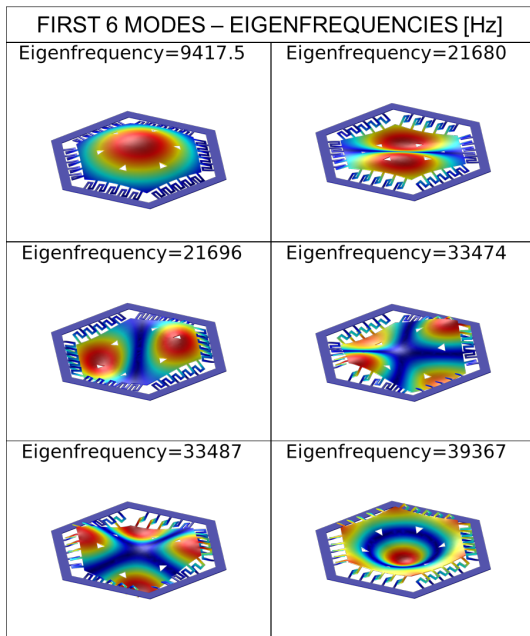 FIRST 6 MODES – EIGENFREQUENCIES [Hz]
Eigenfrequency=9417.5
Eigenfrequency=21680
Eigenfrequency=21696
Eigenfrequency=33474
Eigenfrequency=33487
Eigenfrequency=39367